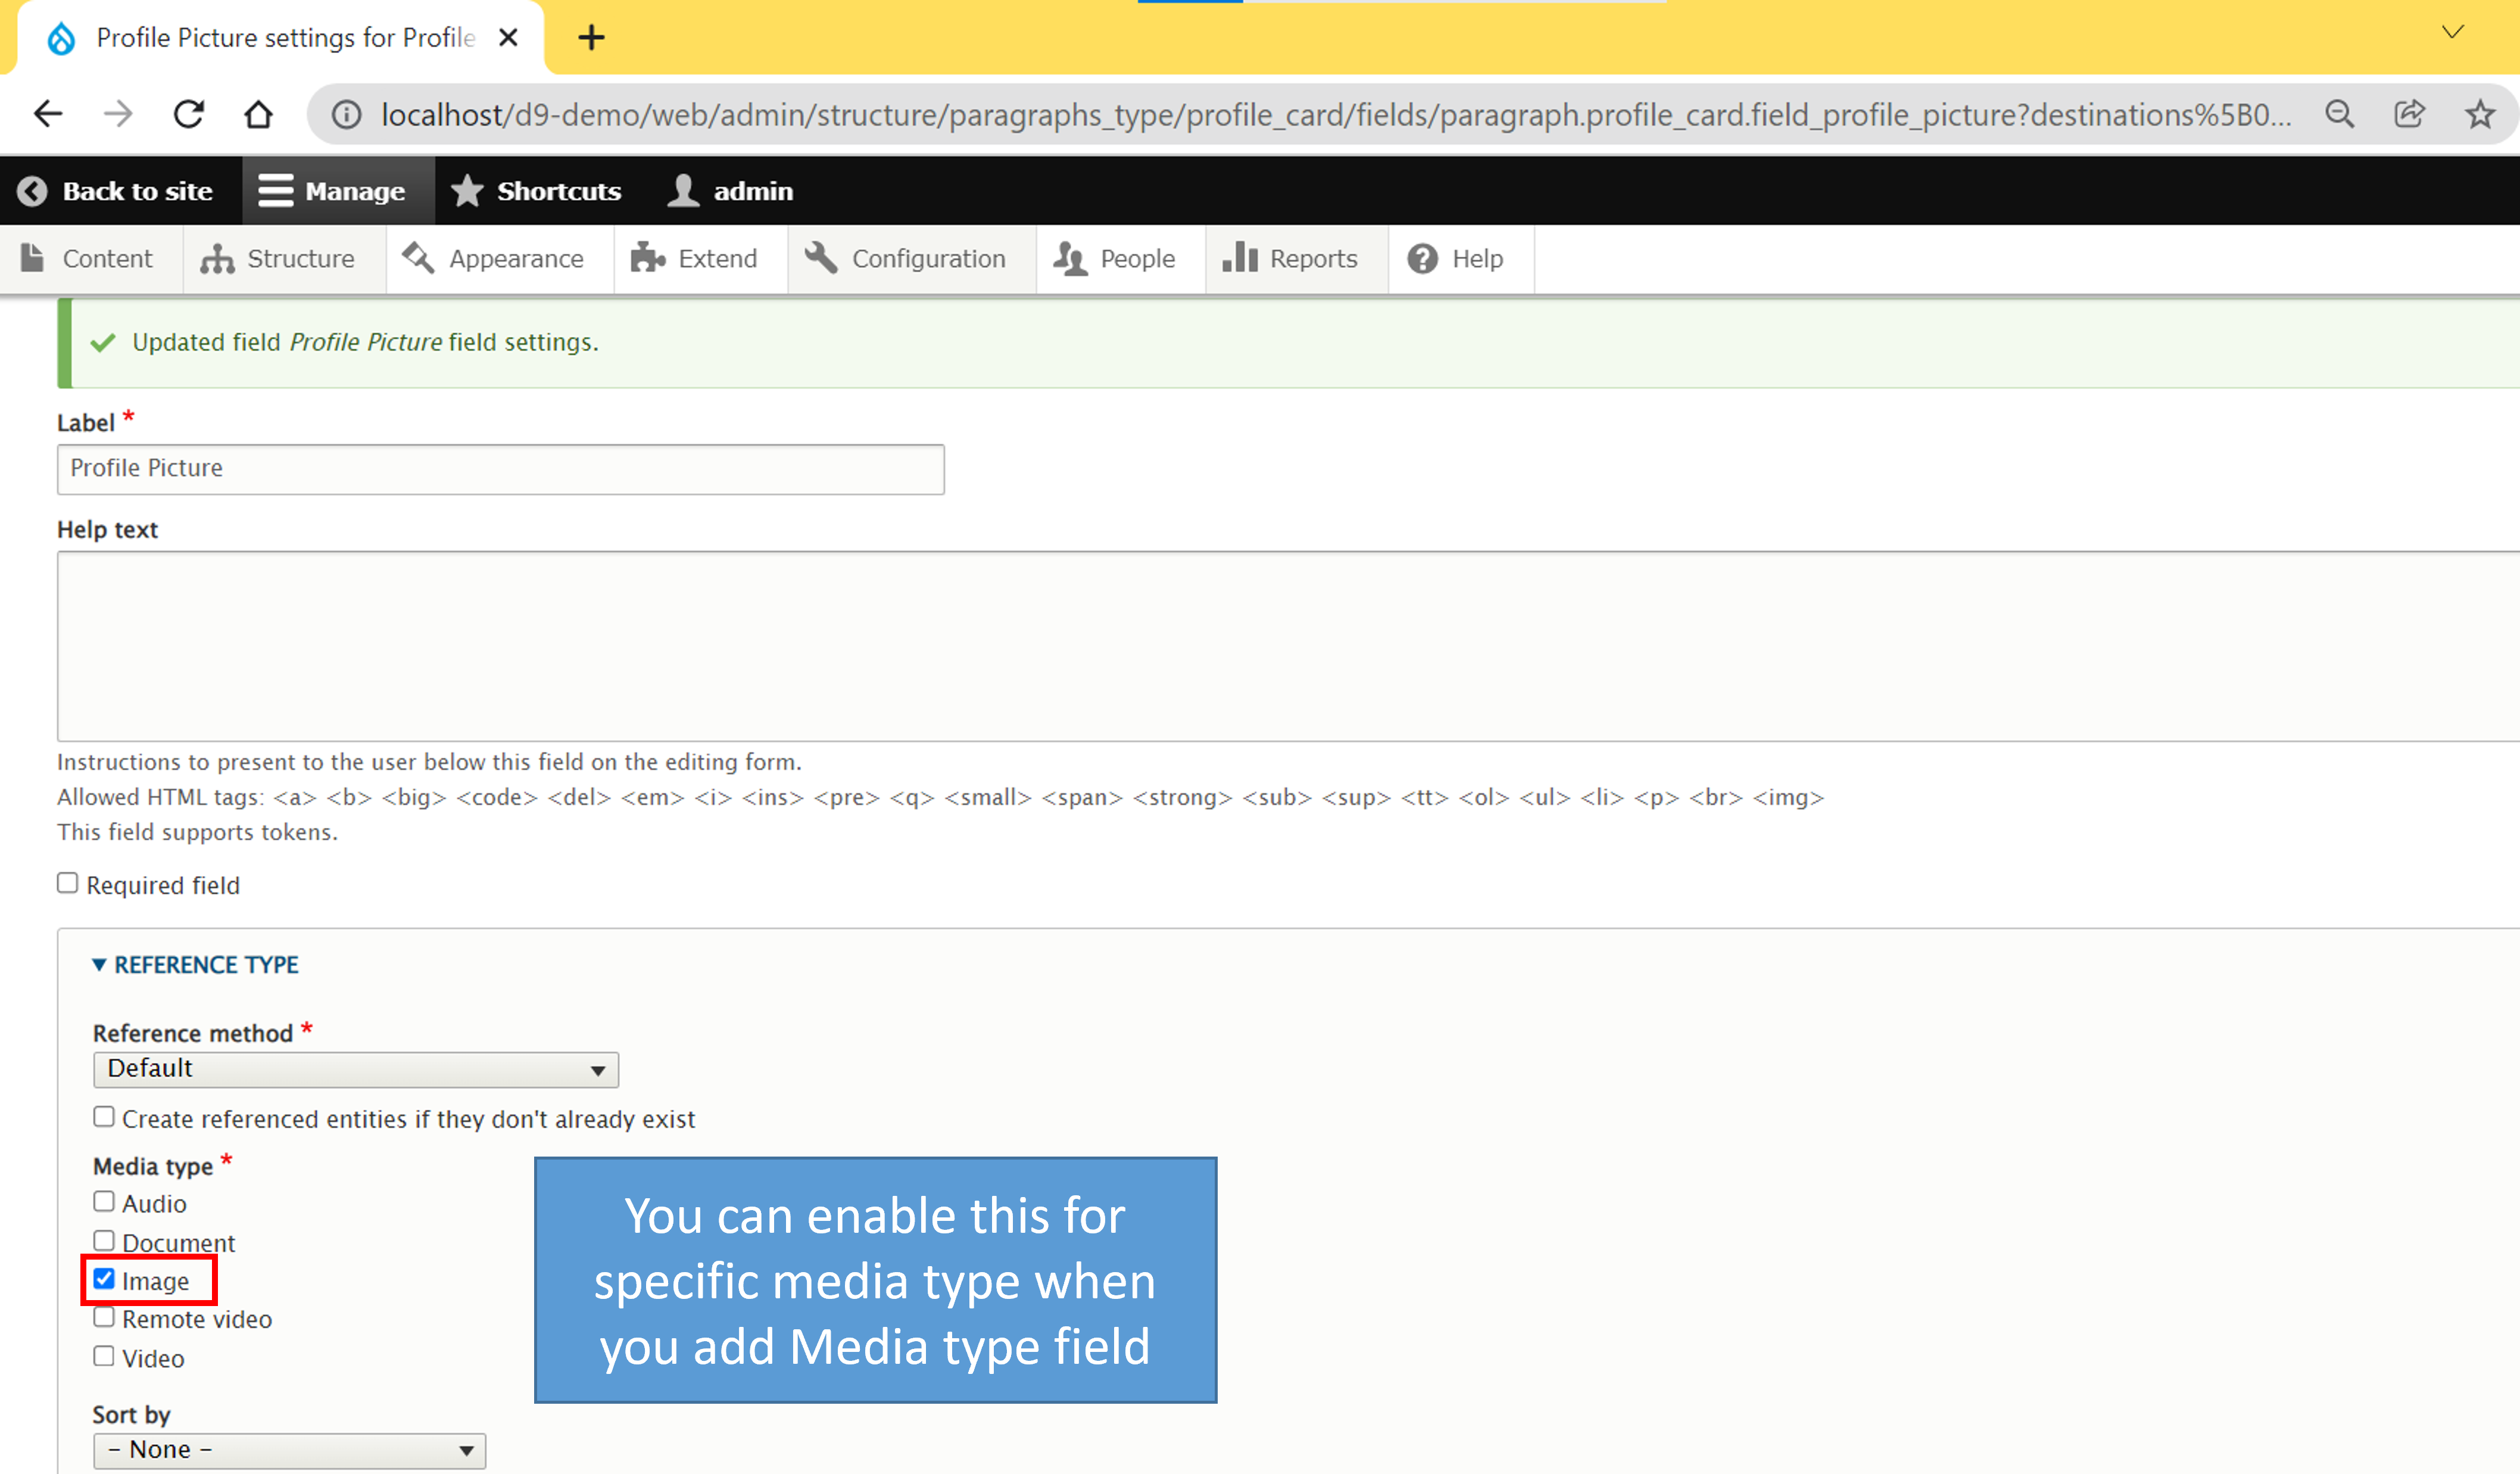 Profile Picture settings for Profile
localhost/d9-demo/web/admin/structure/paragraphs_type/profile_card/fields/paragraph.profile_card.field_profile_picture?destinations%5B0...
Back to site Manage Shortcuts admin
Content Structure Appearance Extend Configuration People Reports Help
Updated field Profile Picture field settings.
Label *
Profile Picture
Help text
Instructions to present to the user below this field on the editing form.
Allowed HTML tags: <a> <b> <big> <code> <del> <em> <i> <ins> <pre> <q> <small> <span> <strong> <sub> <sup> <tt> <ol> <ul> <li> <p> <br> <img>
This field supports tokens.
Required field
REFERENCE TYPE
Reference method *
Default
Create referenced entities if they don't already exist
Media type *
Audio
Document
Image
Remote video
Video
You can enable this for
specific media type when
you add Media type field
Sort by
- None -